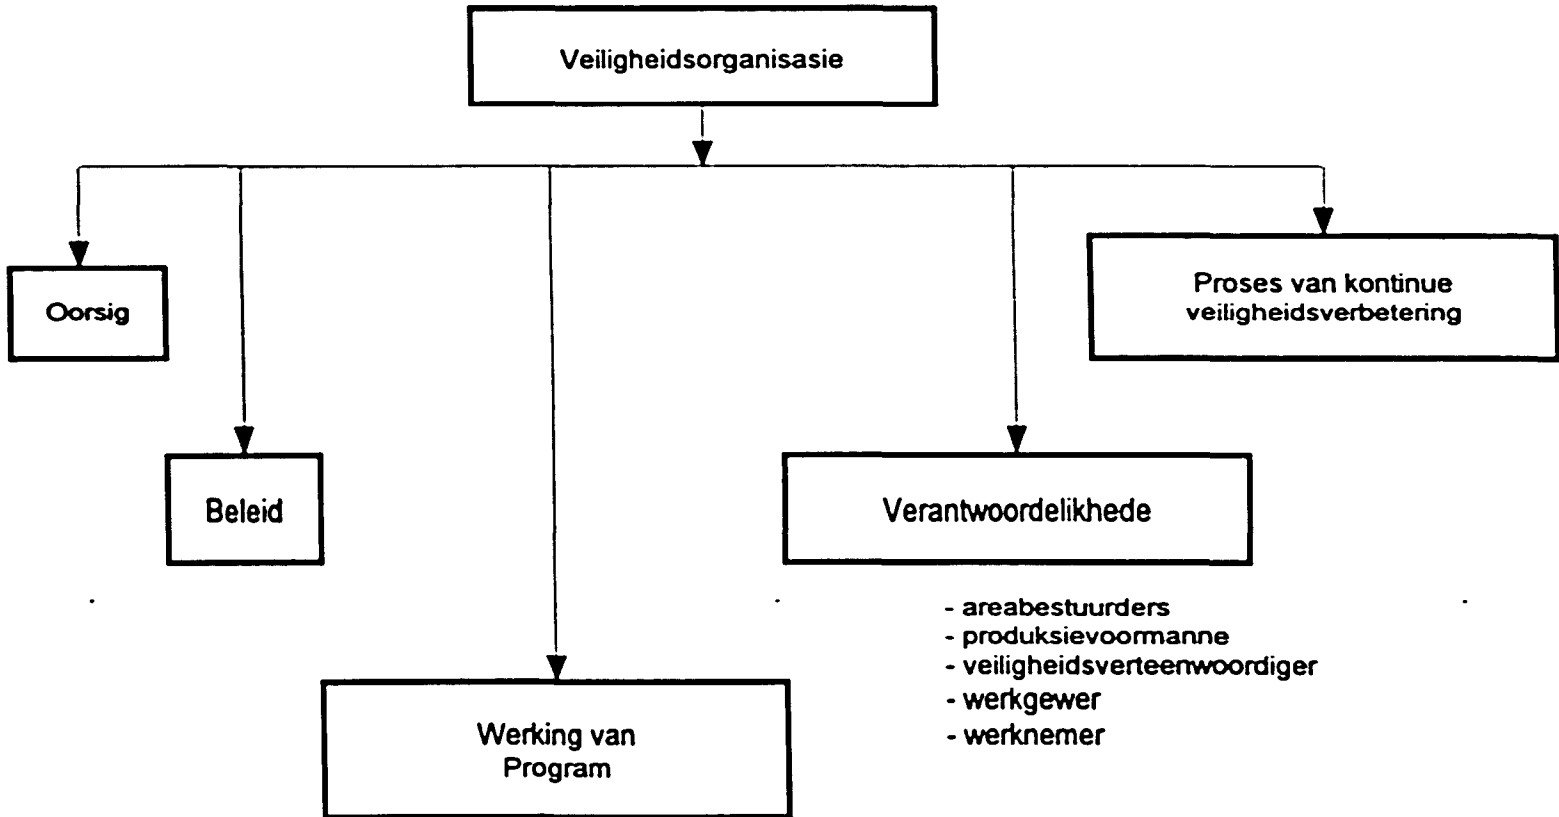 Veiligheidsorganisasie
Oorsig
Proses van kontinue
veiligheidsverbetering
Beleid
Verantwoordelikhede
- areabestuurders
- produksievoormanne
- veiligheidsverteenwoordiger
- werkgewer
- werknemer
Werking van
Program